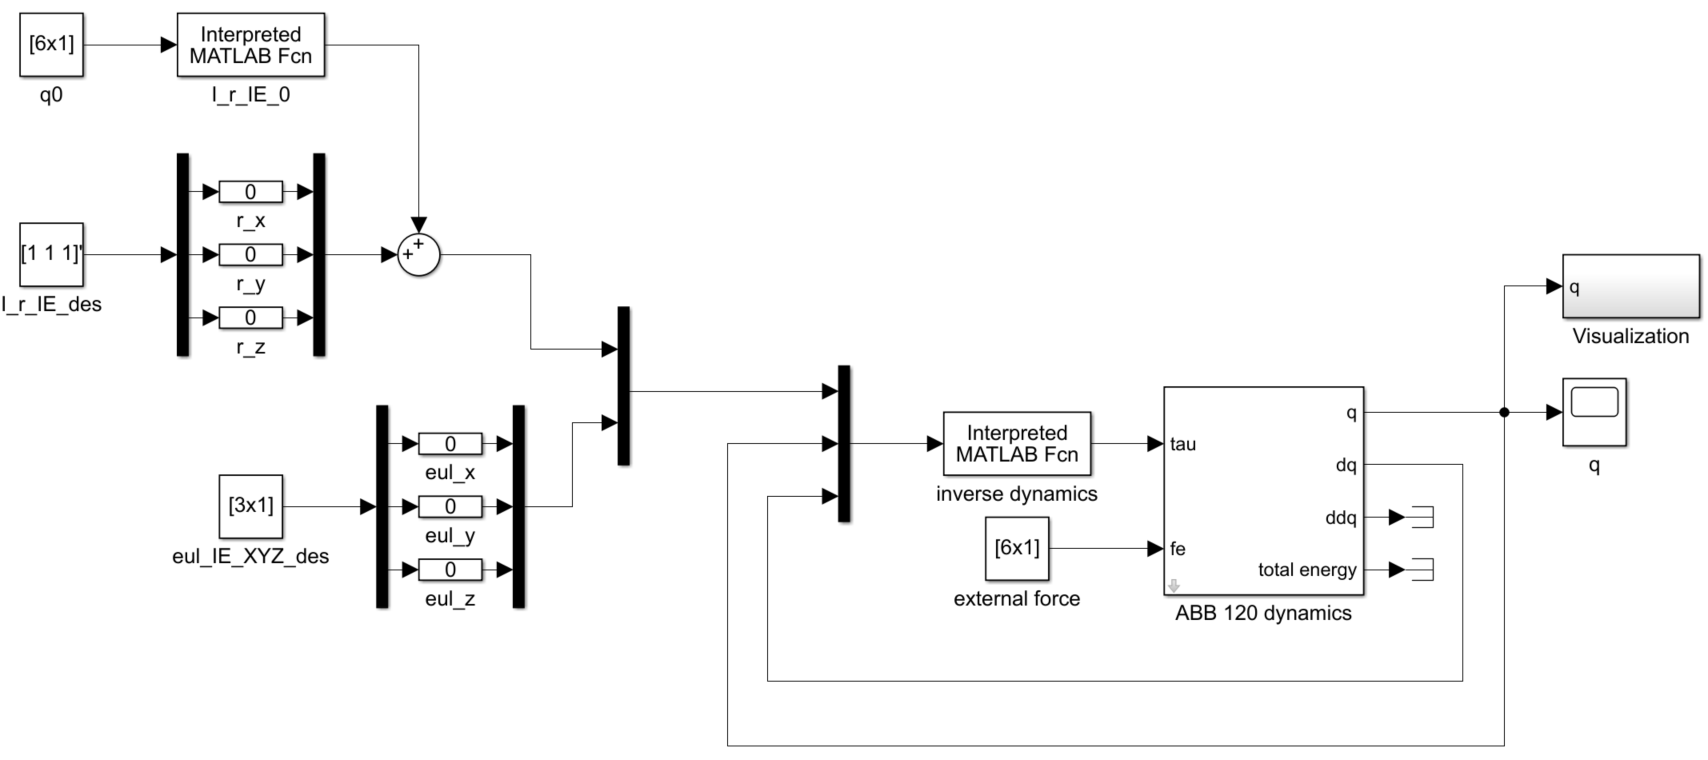 [6x1]
q0
Interpreted
MATLAB Fcn
I_r_IE_0
[1 1 1]'
I_r_IE_des
0
r_x
0
r_y
0
r_z
+
+
[3x1]
eul_IE_XYZ_des
0
eul_x
0
eul_y
0
eul_z
Interpreted
MATLAB Fcn
inverse dynamics
[6x1]
external force
tau
fe
q
dq
ddq
total energy
ABB 120 dynamics
q
Visualization
q